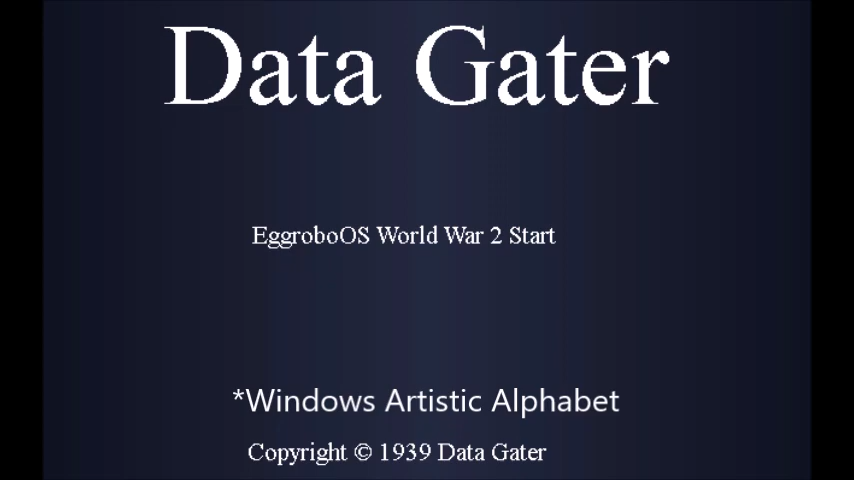 Data Gater
EggroboOS World War 2 Start
*Windows Artistic Alphabet
Copyright © 1939 Data Gater